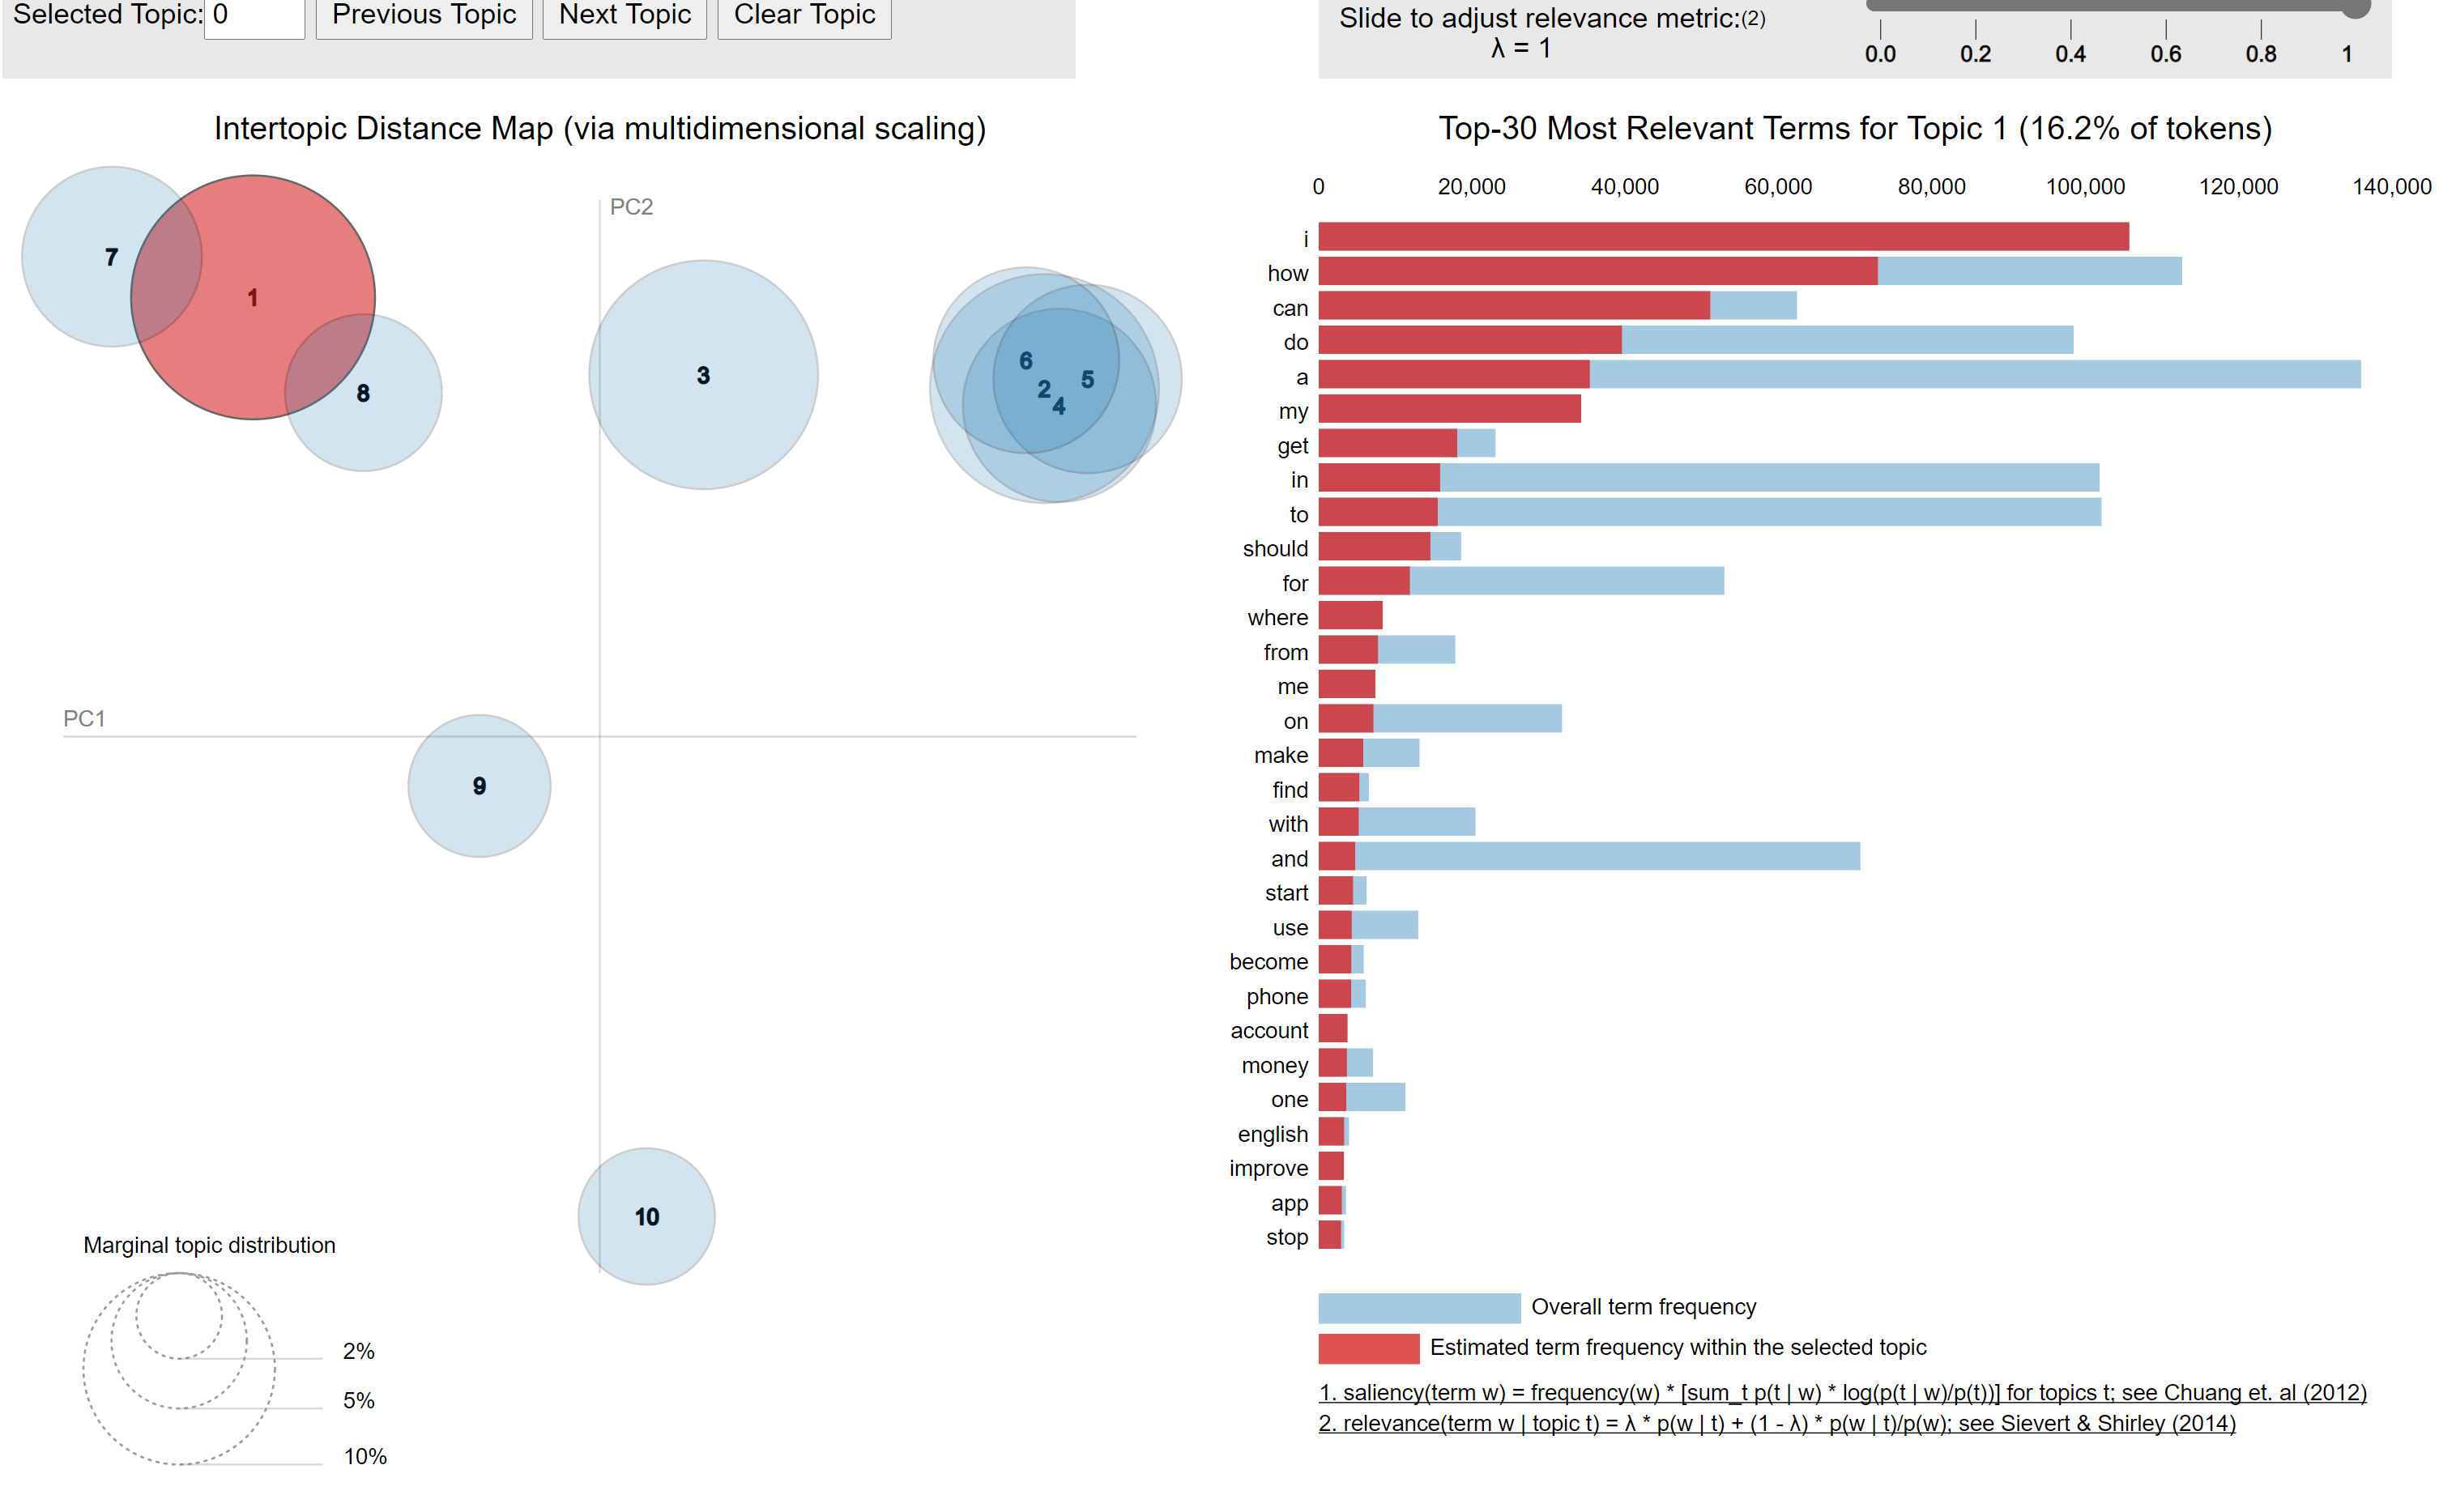 Selected Topic: 0 Previous Topic Next Topic Clear Topic
Slide to adjust relevance metric:(2)
λ = 1
0.0 0.2 0.4 0.6 0.8 1
Intertopic Distance Map (via multidimensional scaling)
PC2
PC1
7
1
8
3
6
2
5
4
9
10
Marginal topic distribution
2%
5%
10%
Top-30 Most Relevant Terms for Topic 1 (16.2% of tokens)
0 20,000 40,000 60,000 80,000 100,000 120,000 140,000
i
how
can
do
a
my
get
in
to
should
for
where
from
me
on
make
find
with
and
start
use
become
phone
account
money
one
english
improve
app
stop
Overall term frequency
Estimated term frequency within the selected topic
1. saliency(term w) = frequency(w) * [sum_t p(t | w) * log(p(t | w)/p(t))] for topics t; see Chuang et. al (2012)
2. relevance(term w | topic t) = λ * p(w | t) + (1 - λ) * p(w | t)/p(w); see Sievert & Shirley (2014)